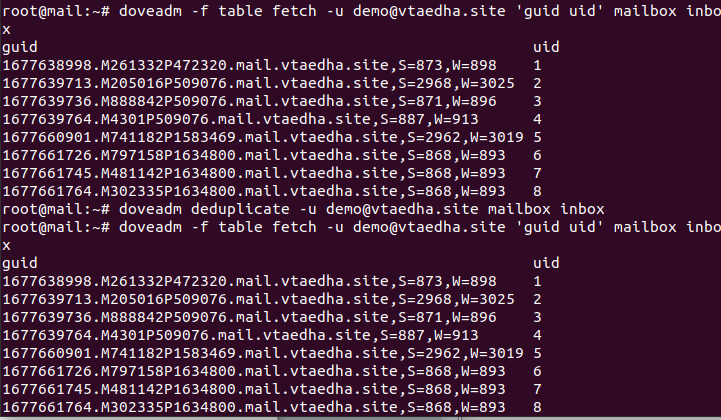 root@mail:~# doveadm -f table fetch -u demo@vtaedha.site 'guid uid' mailbox inbo
x
guid uid
1677638998.M261332P472320.mail.vtaedha.site,S=873,W=898 1
1677639713.M205016P509076.mail.vtaedha.site,S=2968,W=3025 2
1677639736.M888842P509076.mail.vtaedha.site,S=871,W=896 3
1677639764.M4301P509076.mail.vtaedha.site,S=887,W=913 4
1677660901.M741182P1583469.mail.vtaedha.site,S=2962,W=3019 5
1677661726.M797158P1634800.mail.vtaedha.site,S=868,W=893 6
1677661745.M481142P1634800.mail.vtaedha.site,S=868,W=893 7
1677661764.M302335P1634800.mail.vtaedha.site,S=868,W=893 8
root@mail:~# doveadm deduplicate -u demo@vtaedha.site mailbox inbox
root@mail:~# doveadm -f table fetch -u demo@vtaedha.site 'guid uid' mailbox inbo
x
guid uid
1677638998.M261332P472320.mail.vtaedha.site,S=873,W=898 1
1677639713.M205016P509076.mail.vtaedha.site,S=2968,W=3025 2
1677639736.M888842P509076.mail.vtaedha.site,S=871,W=896 3
1677639764.M4301P509076.mail.vtaedha.site,S=887,W=913 4
1677660901.M741182P1583469.mail.vtaedha.site,S=2962,W=3019 5
1677661726.M797158P1634800.mail.vtaedha.site,S=868,W=893 6
1677661745.M481142P1634800.mail.vtaedha.site,S=868,W=893 7
1677661764.M302335P1634800.mail.vtaedha.site,S=868,W=893 8